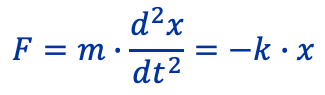 F = m · d²x/dt² = −k · x